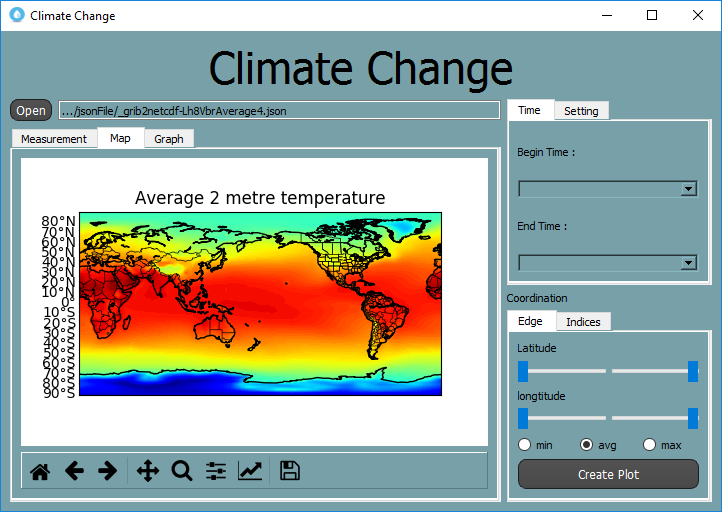 Climate Change
Climate Change
Open
.../jsonFile/_grib2netcdf-Lh8VbrAverage4.json
Measurement Map Graph
Average 2 metre temperature
80°N
70°N
60°N
50°N
40°N
30°N
20°N
10°N
0°
10°S
20°S
30°S
40°S
50°S
60°S
70°S
80°S
90°S
Time Setting
Begin Time :
End Time :
Coordination
Edge Indices
Latitude
longtitude
min avg max
Create Plot